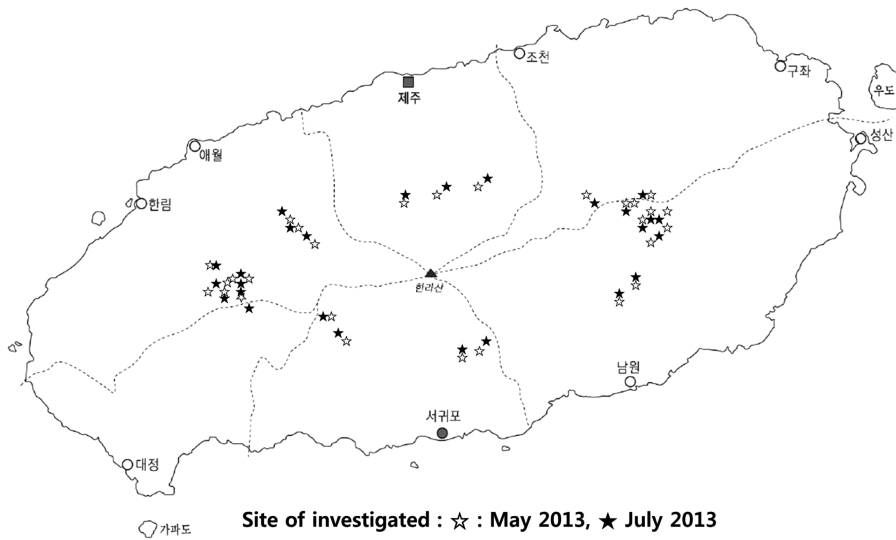 조천
구좌
제주
우도
성산
애월
한림
한라산
남원
서귀포
대정
가파도
Site of investigated : ☆ : May 2013, ★ July 2013